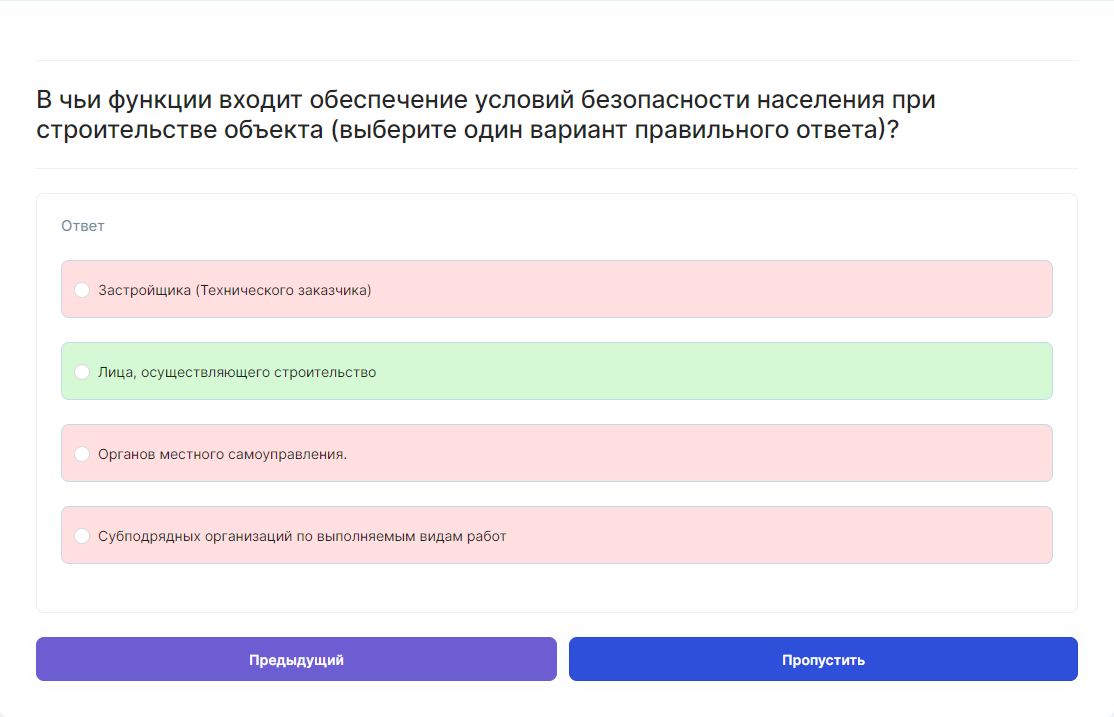 В чьи функции входит обеспечение условий безопасности населения при
строительстве объекта (выберите один вариант правильного ответа)?
Ответ
Застройщика (Технического заказчика)
Лица, осуществляющего строительство
Органов местного самоуправления.
Субподрядных организаций по выполняемым видам работ
Предыдущий
Пропустить